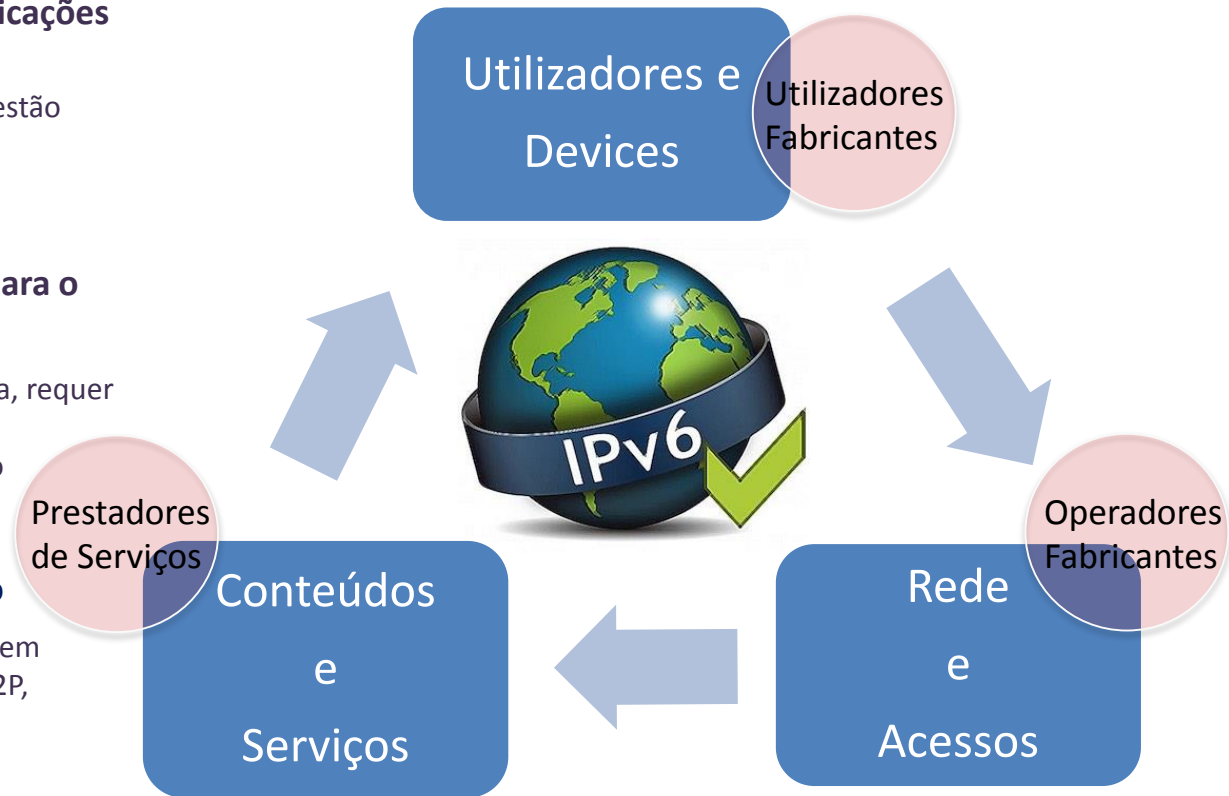 icações
estão
ara o
a, requer
o
o
em
2P,
Utilizadores e
Devices
Utilizadores
Fabricantes
IPv6
Prestadores
de Serviços
Conteúdos
e
Serviços
Operadores
Fabricantes
Rede
e
Acessos